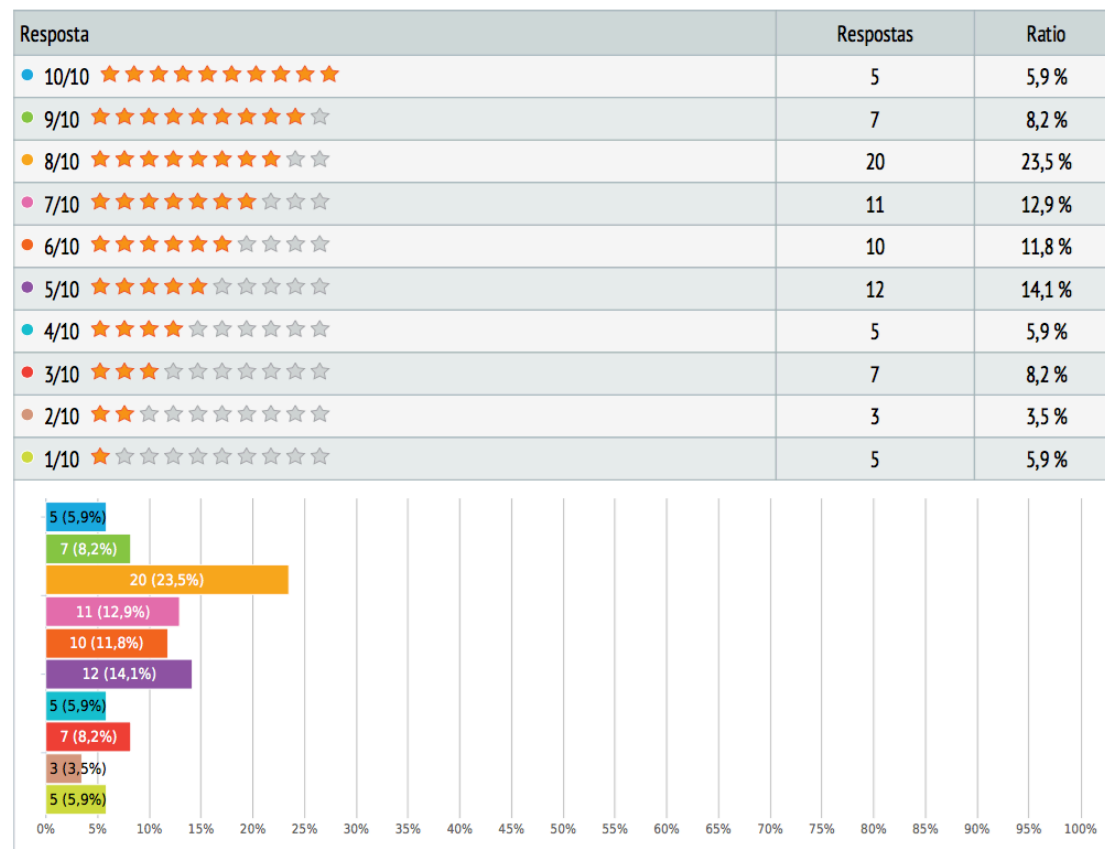 Resposta Respostas Ratio
10/10 5 5,9 %
9/10 7 8,2 %
8/10 20 23,5 %
7/10 11 12,9 %
6/10 10 11,8 %
5/10 12 14,1 %
4/10 5 5,9 %
3/10 7 8,2 %
2/10 3 3,5 %
1/10 5 5,9 %
5 (5,9%)
7 (8,2%)
20 (23,5%)
11 (12,9%)
10 (11,8%)
12 (14,1%)
5 (5,9%)
7 (8,2%)
3 (3,5%)
5 (5,9%)
0% 5% 10% 15% 20% 25% 30% 35% 40% 45% 50% 55% 60% 65% 70% 75% 80% 85% 90% 95% 100%